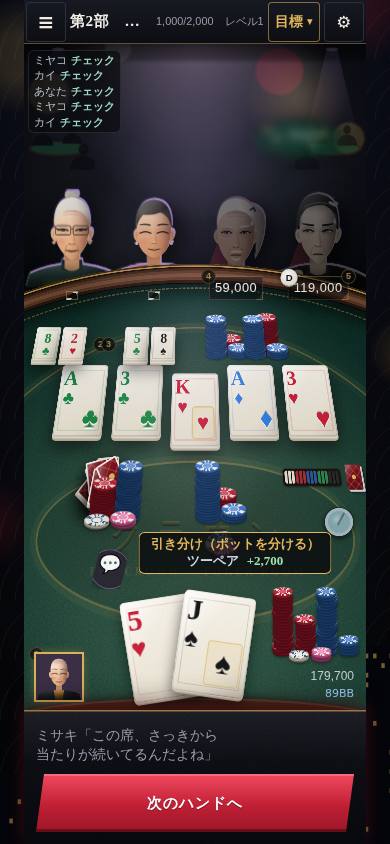 第2部 …
1,000/2,000 レベル1
目標 ▾
ミヤコ チェック
カイ チェック
あなた チェック
ミヤコ チェック
カイ チェック
4
59,000
D
5
119,000
8
2
2 3
5
8
A
3
K
A
3
引き分け（ポットを分ける）
ツーペア +2,700
5
J
179,700
89BB
ミサキ「この席、さっきから
当たりが続いてるんだよね」
次のハンドへ